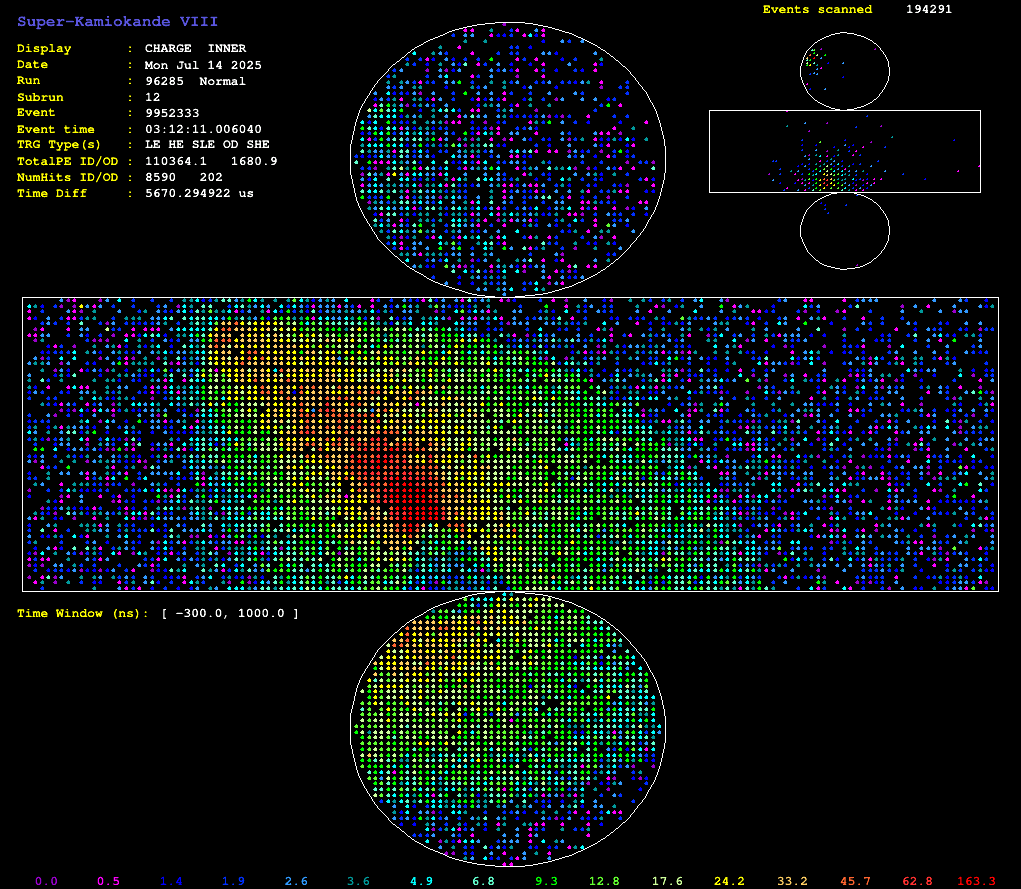 Super-Kamiokande VIII
Display : CHARGE INNER
Date : Mon Jul 14 2025
Run : 96285 Normal
Subrun : 12
Event : 9952333
Event time : 03:12:11.006040
TRG Type(s) : LE HE SLE OD SHE
TotalPE ID/OD : 110364.1 1680.9
NumHits ID/OD : 8590 202
Time Diff : 5670.294922 us
Events scanned 194291
Time Window (ns): [ -300.0, 1000.0 ]
0.0 0.5 1.4 1.9 2.6 3.6 4.9 6.8 9.3 12.8 17.6 24.2 33.2 45.7 62.8 163.3